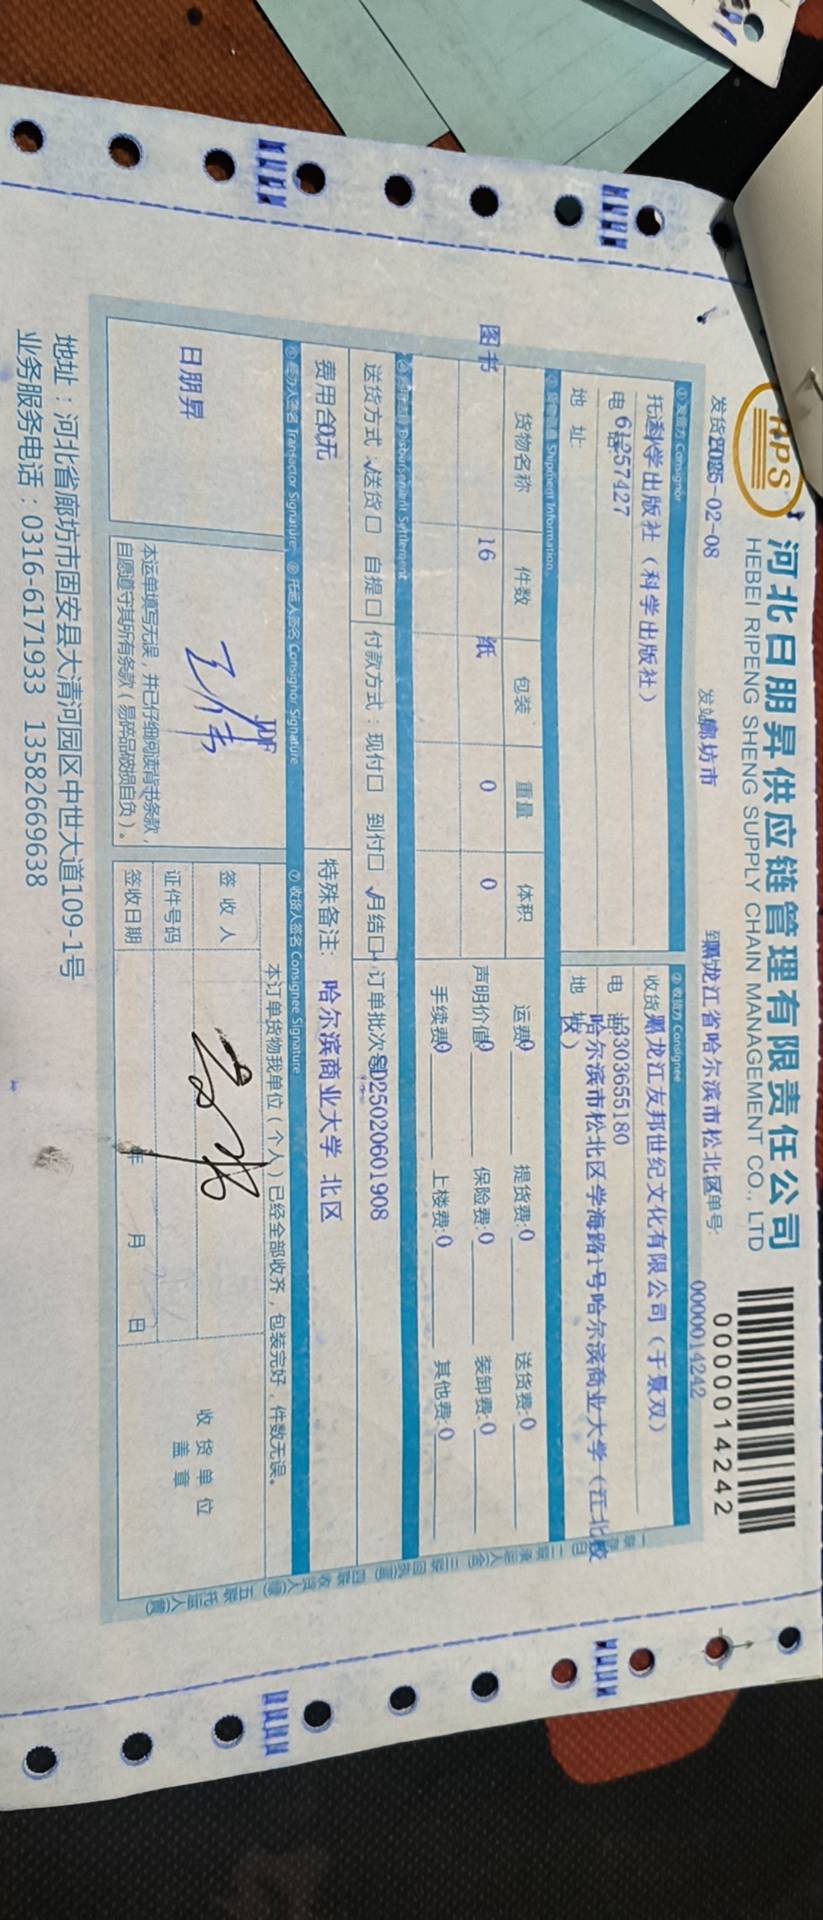 RPS
河北日朋昇供应链管理有限责任公司
HEBEI RIPENG SHENG SUPPLY CHAIN MANAGEMENT CO., LTD
0000014242
发货 2025-02-08 发站 廊坊市 到 黑龙江省哈尔滨市松北区 单号: 0000014242
① 发货方 Consignor
托运 科学出版社（科学出版社）
电话 61257427
地 址
② 收货方 Consignee
收货 黑龙江友邦世纪文化有限公司（于景双）
电话 13303655180
地址 哈尔滨市松北区学海路1号哈尔滨商业大学（江北校区）
③ 货物信息 Shipment Information
货物名称 件数 包装 重量 体积
图书 16 纸 0 0
运费 0 提货费:0 送货费:0
声明价值 0 保险费:0 装卸费:0
手续费 0 上楼费:0 其他费:0
Disbursement Settlement
送货方式: ✓送货□ 自提□ 付款方式: 现付□ 到付□ ✓月结□ 订单批次号 SD25020601908
费用合 0元
特殊备注: 哈尔滨商业大学 北区
Transactor Signature
⑥ 托运人签名 Consignor Signature
⑦ 收货人签名 Consignee Signature
日朋昇
本运单填写无误，并已仔细阅读背书条款，
自愿遵守其所有条款（易碎品破损自负）。
本订单货物我单位（个人）已经全部收齐，包装完好，件数无误。
签 收 人
证件号码
签收日期 年 月 日
收 货 单 位
盖 章
地址：河北省廊坊市固安县大清河园区中世大道109-1号
业务服务电话：0316-6171933 13582669638